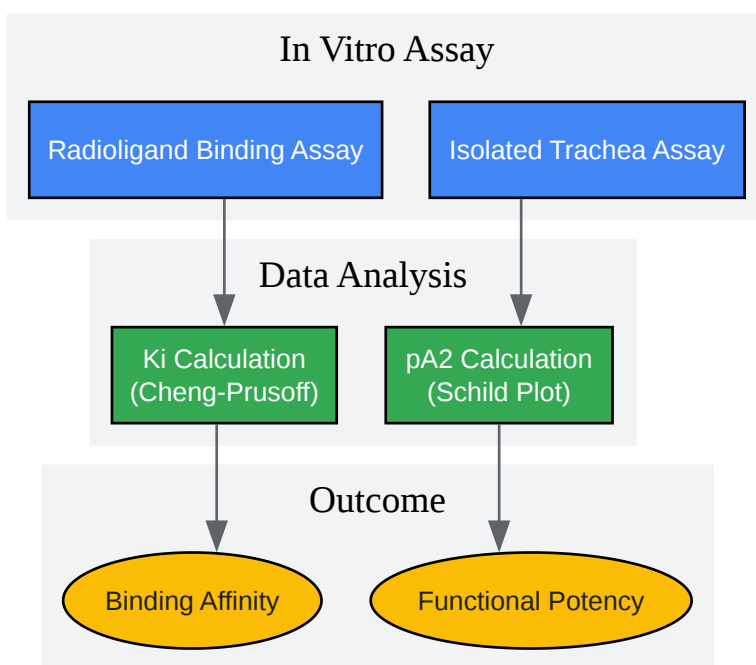 In Vitro Assay
Radioligand Binding Assay
Isolated Trachea Assay
Data Analysis
Ki Calculation
(Cheng-Prusoff)
pA2 Calculation
(Schild Plot)
Outcome
Binding Affinity
Functional Potency